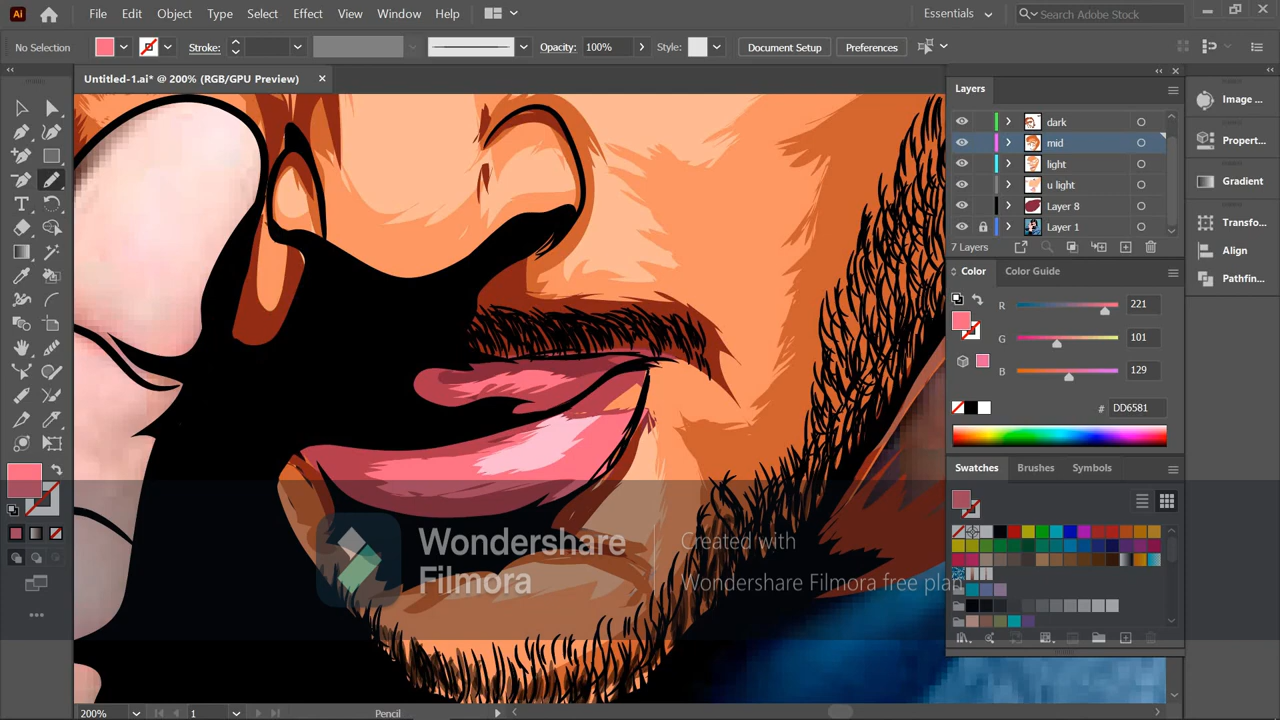 Ai
File Edit Object Type Select Effect View Window Help
Essentials
Search Adobe Stock
No Selection
Stroke:
Opacity: 100%
Style:
Document Setup
Preferences
Untitled-1.ai* @ 200% (RGB/GPU Preview)
Layers
dark
mid
light
u light
Layer 8
Layer 1
7 Layers
Color Color Guide
R 221
G 101
B 129
# DD6581
Swatches Brushes Symbols
Image ...
Propert...
Gradient
Transfo...
Align
Pathfin...
Wondershare
Filmora
Created with
Wondershare Filmora free plan
200%
1
Pencil